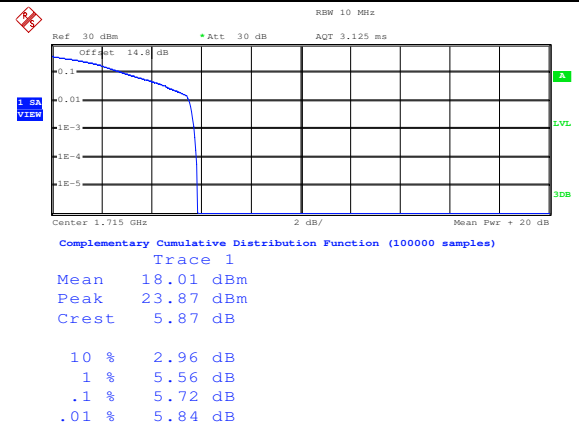 R S
RBW 10 MHz
Ref 30 dBm * Att 30 dB AQT 3.125 ms
Offset 14.8 dB
0.1
A
0.01
1 SA
VIEW
1E-3
LVL
1E-4
1E-5
3DB
Center 1.715 GHz 2 dB/ Mean Pwr + 20 dB
Complementary Cumulative Distribution Function (100000 samples)
Trace 1
Mean 18.01 dBm
Peak 23.87 dBm
Crest 5.87 dB
10 % 2.96 dB
1 % 5.56 dB
.1 % 5.72 dB
.01 % 5.84 dB